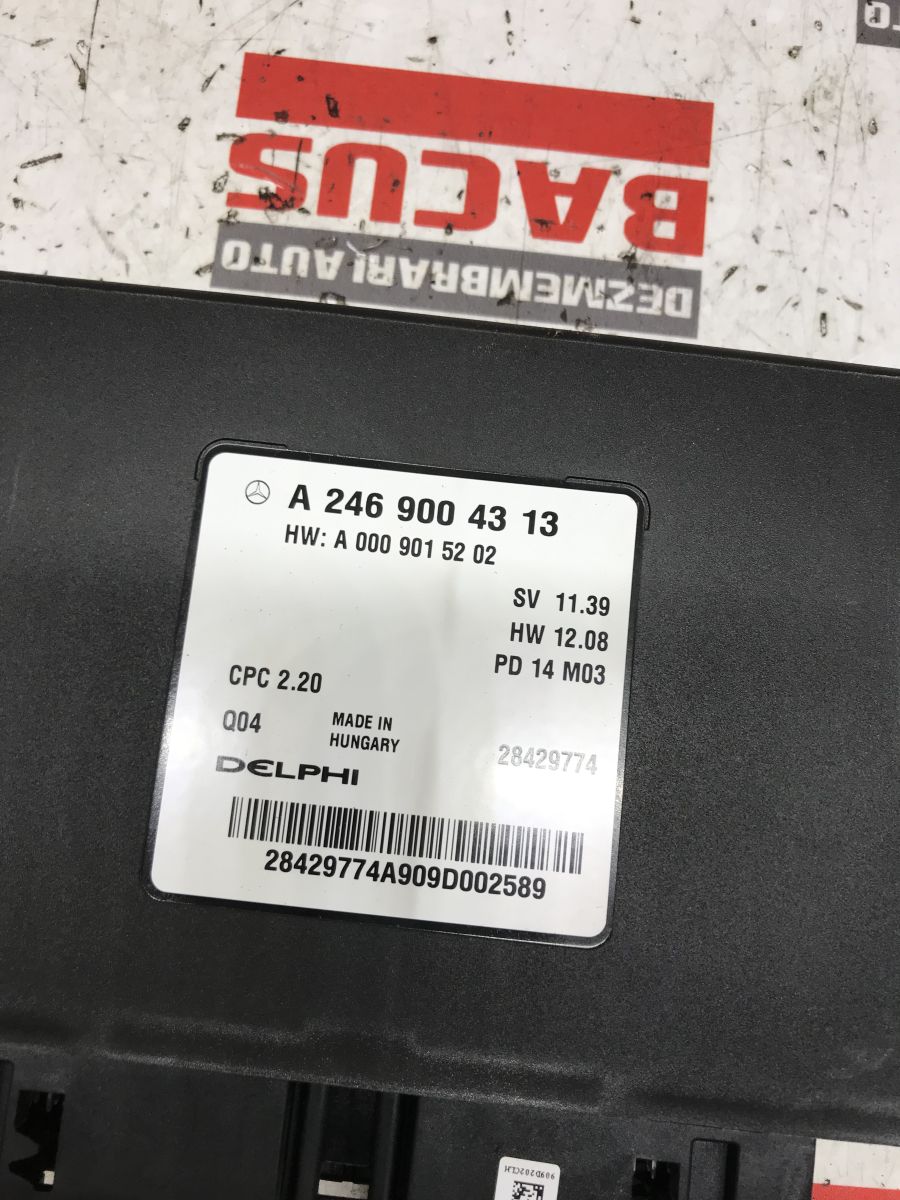 BACUS
DEZMEMBRARI AUTO
A 246 900 43 13
HW: A 000 901 52 02
SV 11.39
HW 12.08
PD 14 M03
CPC 2.20
Q04
MADE IN
HUNGARY
28429774
DELPHI
28429774A909D002589
909D202CLH